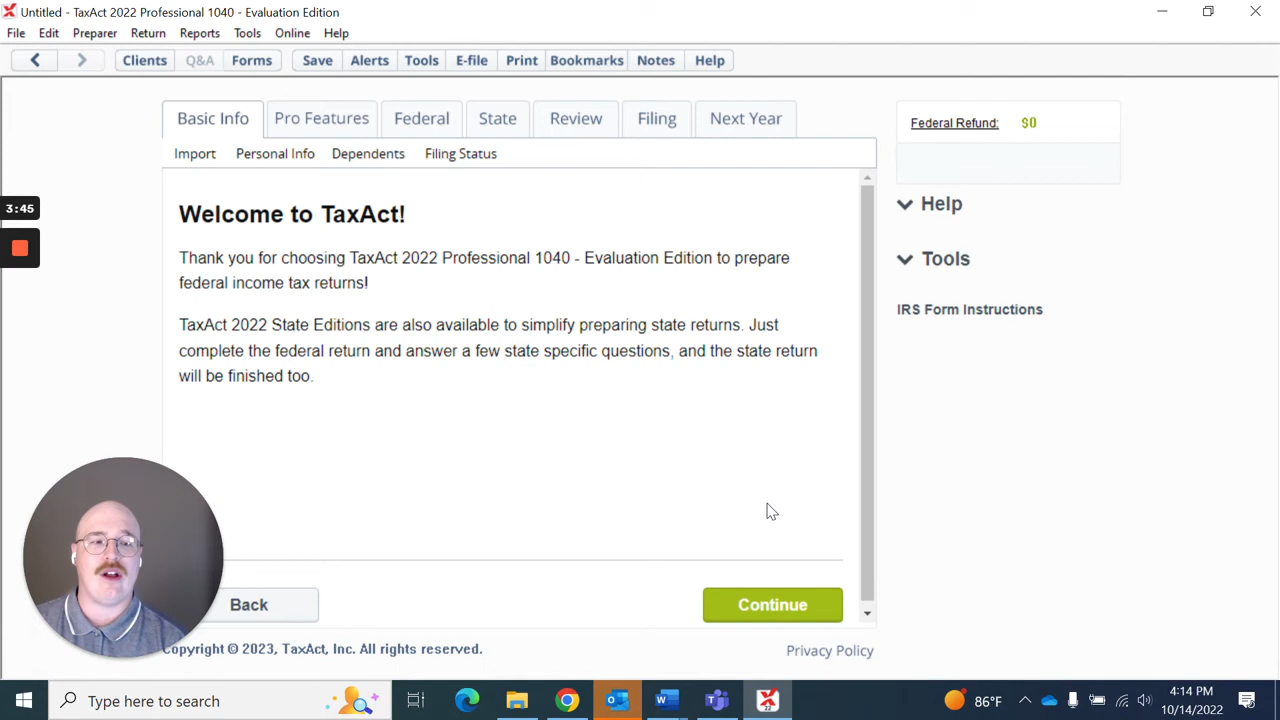 Untitled - TaxAct 2022 Professional 1040 - Evaluation Edition
File Edit Preparer Return Reports Tools Online Help
Clients Q&A Forms Save Alerts Tools E-file Print Bookmarks Notes Help
Basic Info Pro Features Federal State Review Filing Next Year
Federal Refund: $0
Import Personal Info Dependents Filing Status
3:45
Help
Welcome to TaxAct!
Thank you for choosing TaxAct 2022 Professional 1040 - Evaluation Edition to prepare
federal income tax returns!
Tools
IRS Form Instructions
TaxAct 2022 State Editions are also available to simplify preparing state returns. Just
complete the federal return and answer a few state specific questions, and the state return
will be finished too.
Back Continue
Copyright © 2023, TaxAct, Inc. All rights reserved. Privacy Policy
Type here to search
86°F
4:14 PM
10/14/2022
22